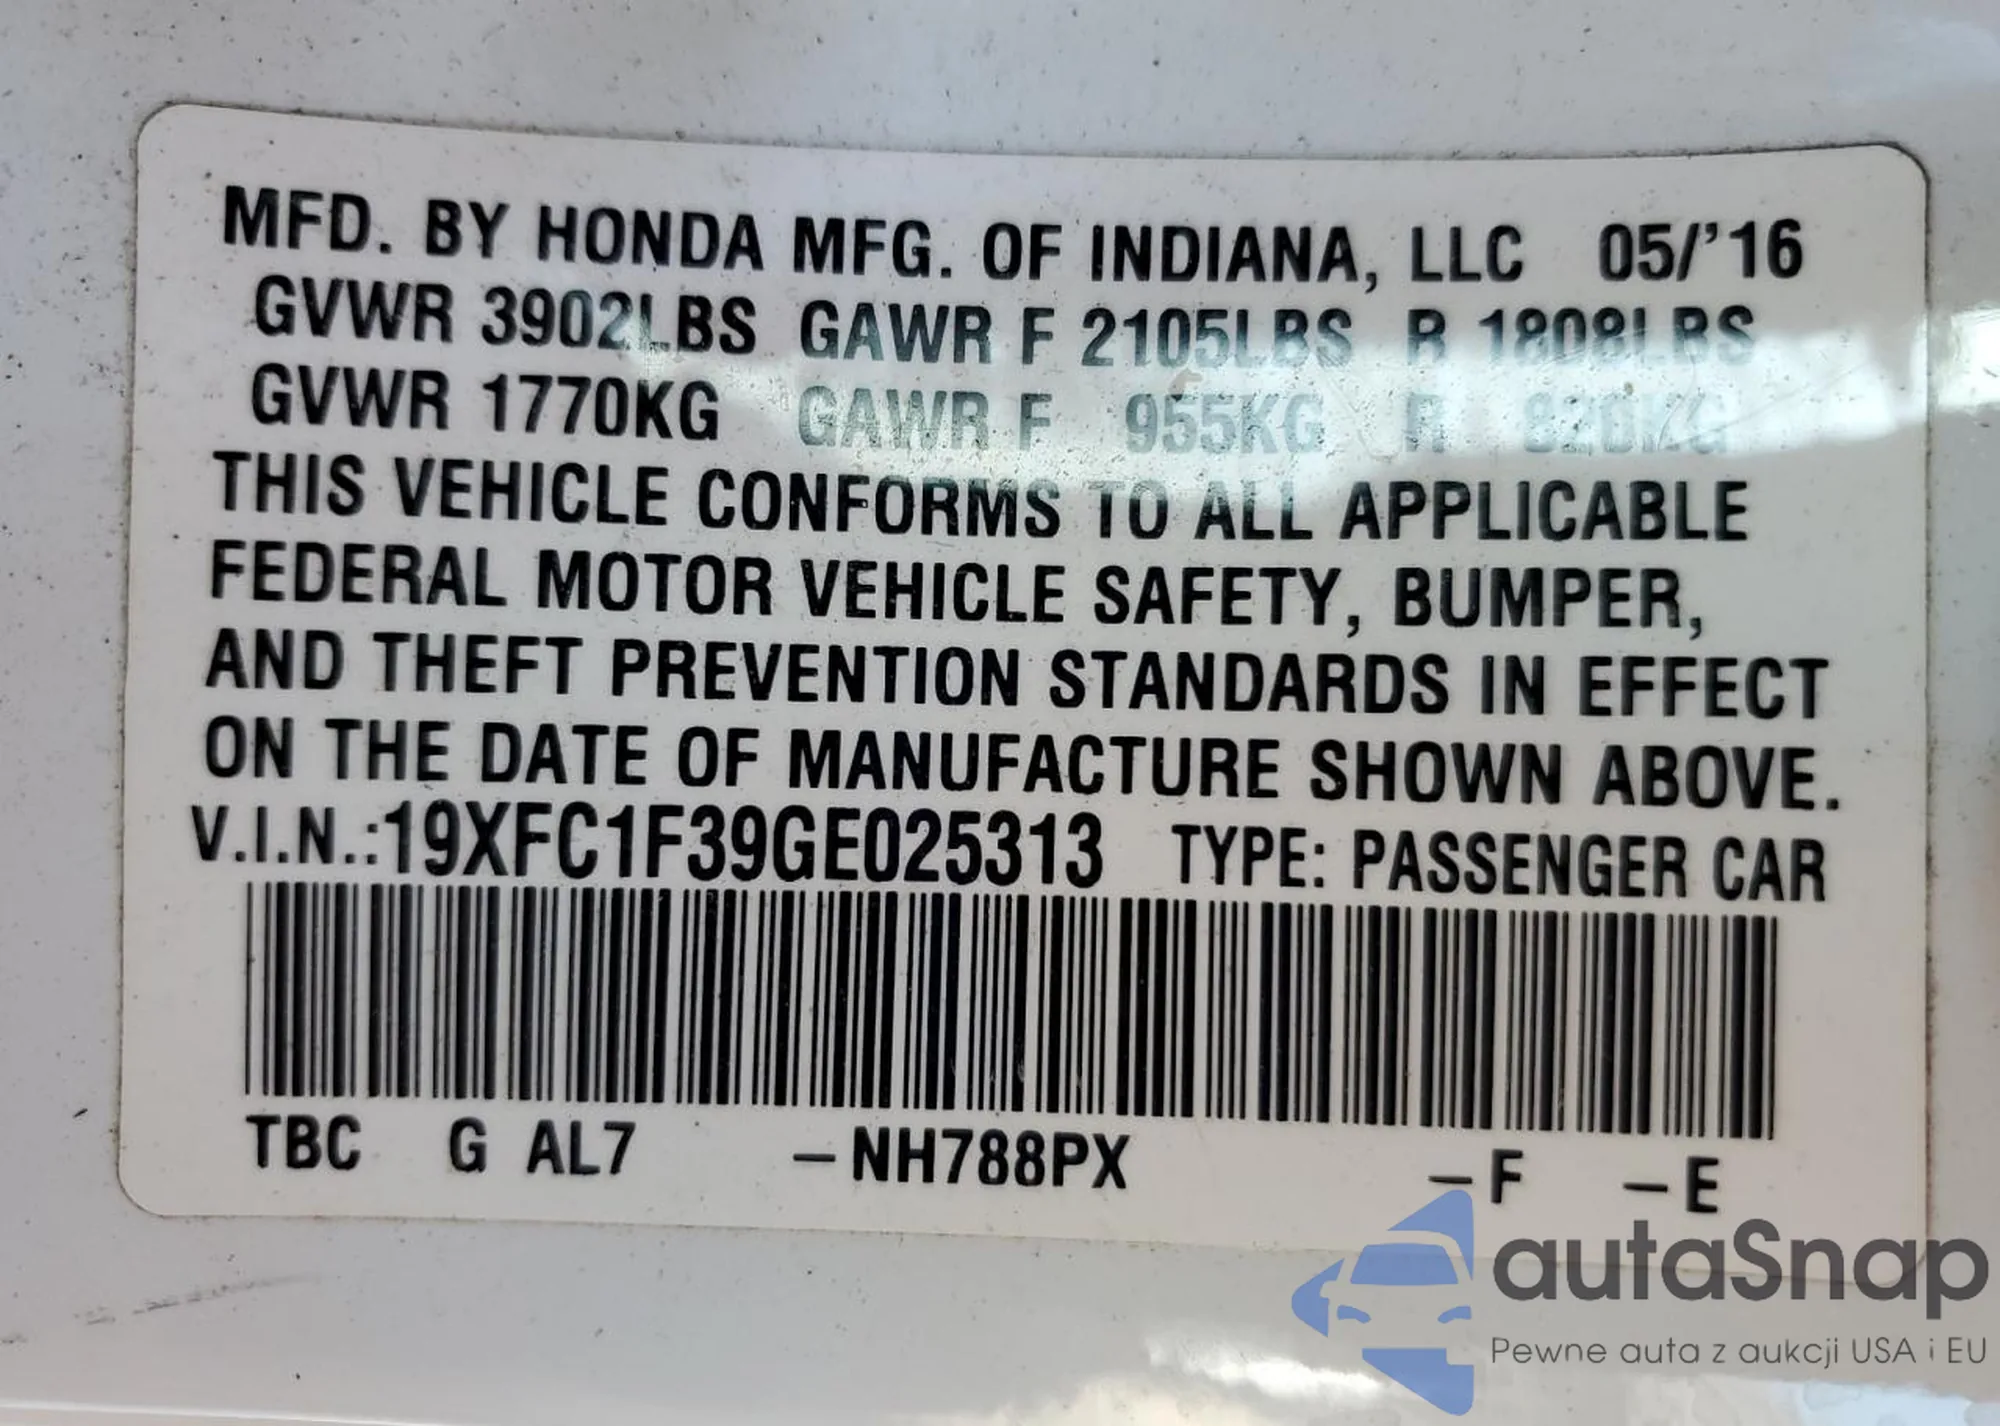 MFD. BY HONDA MFG. OF INDIANA, LLC 05/'16
GVWR 3902LBS GAWR F 2105LBS R 1808LBS
GVWR 1770KG GAWR F 955KG R 820KG
THIS VEHICLE CONFORMS TO ALL APPLICABLE
FEDERAL MOTOR VEHICLE SAFETY, BUMPER,
AND THEFT PREVENTION STANDARDS IN EFFECT
ON THE DATE OF MANUFACTURE SHOWN ABOVE.
V.I.N.:19XFC1F39GE025313 TYPE: PASSENGER CAR
TBC G AL7 –NH788PX –F –E
autaSnap
Pewne auta z aukcji USA i EU